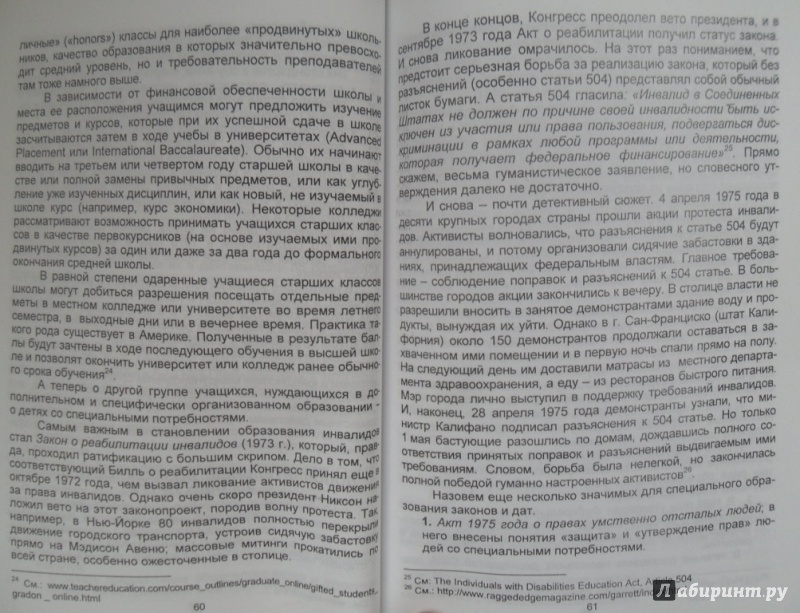 личные» («honors») классы для наиболее «продвинутых» школь-
ников, качество образования в которых значительно превосхо-
дит средний уровень, но и требовательность преподавателей
там тоже намного выше.
В зависимости от финансовой обеспеченности школы и
места ее расположения учащимся могут предложить изучение
предметов и курсов, которые при их успешной сдаче в школе
засчитываются затем в ходе учебы в университетах (Advanced
Placement или International Baccalaureate). Обычно их начинают
вводить на третьем или четвертом году старшей школы в каче-
стве или полной замены привычных предметов, или как углуб-
ление уже изученных дисциплин, или как новый, не изучаемый в
школе курс (например, курс экономики). Некоторые колледжи
рассматривают возможность принимать учащихся старших клас-
сов в качестве первокурсников (на основе изучаемых ими про-
двинутых курсов) за один или даже за два года до формального
окончания средней школы.
В равной степени одаренные учащиеся старших классов
школы могут добиться разрешения посещать отдельные пред-
меты в местном колледже или университете во время летнего
семестра, в выходные дни или в вечернее время. Практика та-
кого рода существует в Америке. Полученные в результате бал-
лы будут зачтены в ходе последующего обучения в высшей шко-
ле и позволят окончить университет или колледж ранее обычно-
го срока обучения24.
А теперь о другой группе учащихся, нуждающихся в до-
полнительном и специфически организованном образовании -
о детях со специальными потребностями.
Самым важным в становлении образования инвалидов
стал Закон о реабилитации инвалидов (1973 г.), который, прав-
да, проходил ратификацию с большим скрипом. Дело в том, что
соответствующий Билль о реабилитации Конгресс принял еще в
октябре 1972 года, чем вызвал ликование активистов движения
за права инвалидов. Однако очень скоро президент Никсон на-
ложил вето на этот законопроект, породив волну протеста. Так,
например, в Нью-Йорке 80 инвалидов полностью перекрыли
движение городского транспорта, устроив сидячую забастовку
прямо на Мэдисон Авеню; массовые митинги прокатились по
всей стране, особенно ожесточенные в столице.
24 См.: www.teachereducation.com/course_outlines/graduate_online/gifted_students_
gradon _ online.html
60
В конце концов, Конгресс преодолел вето президента, и в
сентябре 1973 года Акт о реабилитации получил статус закона.
И снова ликование омрачилось. На этот раз пониманием, что
предстоит серьезная борьба за реализацию закона, который без
разъяснений (особенно статьи 504) представлял собой обычный
листок бумаги. А статья 504 гласила: «Инвалид в Соединенных
Штатах не должен по причине своей инвалидности быть ис-
ключен из участия или права пользования, подвергаться дис-
криминации в рамках любой программы или деятельности,
которая получает федеральное финансирование»25. Прямо
скажем, весьма гуманистическое заявление, но словесного ут-
верждения далеко не достаточно.
И снова – почти детективный сюжет. 4 апреля 1975 года в
десяти крупных городах страны прошли акции протеста инвали-
дов. Активисты волновались, что разъяснения к статье 504 будут
аннулированы, и потому организовали сидячие забастовки в зда-
ниях, принадлежащих федеральным властям. Главное требова-
ние – соблюдение поправок и разъяснений к 504 статье. В боль-
шинстве городов акции закончились к вечеру. В столице власти не
разрешили вносить в занятое демонстрантами здание воду и про-
дукты, вынуждая их уйти. Однако в г. Сан-Франциско (штат Кали-
форния) около 150 демонстрантов продолжали оставаться в за-
хваченном ими помещении и в первую ночь спали прямо на полу.
На следующий день им доставили матрасы из местного департа-
мента здравоохранения, а еду – из ресторанов быстрого питания.
Мэр города лично выступил в поддержку требований инвалидов.
И, наконец, 28 апреля 1975 года демонстранты узнали, что ми-
нистр Калифано подписал разъяснения к 504 статье. Но только
1 мая бастующие разошлись по домам, дождавшись полного со-
ответствия принятых поправок и разъяснений выдвигаемым ими
требованиям. Словом, борьба была нелегкой, но закончилась
полной победой гуманно настроенных активистов26.
Назовем еще несколько значимых для специального обра-
зования законов и дат.
1. Акт 1975 года о правах умственно отсталых людей; в
него внесены понятия «защита» и «утверждение прав» лю-
дей со специальными потребностями.
25 См: The Individuals with Disabilities Education Act, Article 504.
26 См.: http://www.raggededgemagazine.com/garrett/
61
Лабиринт.ру